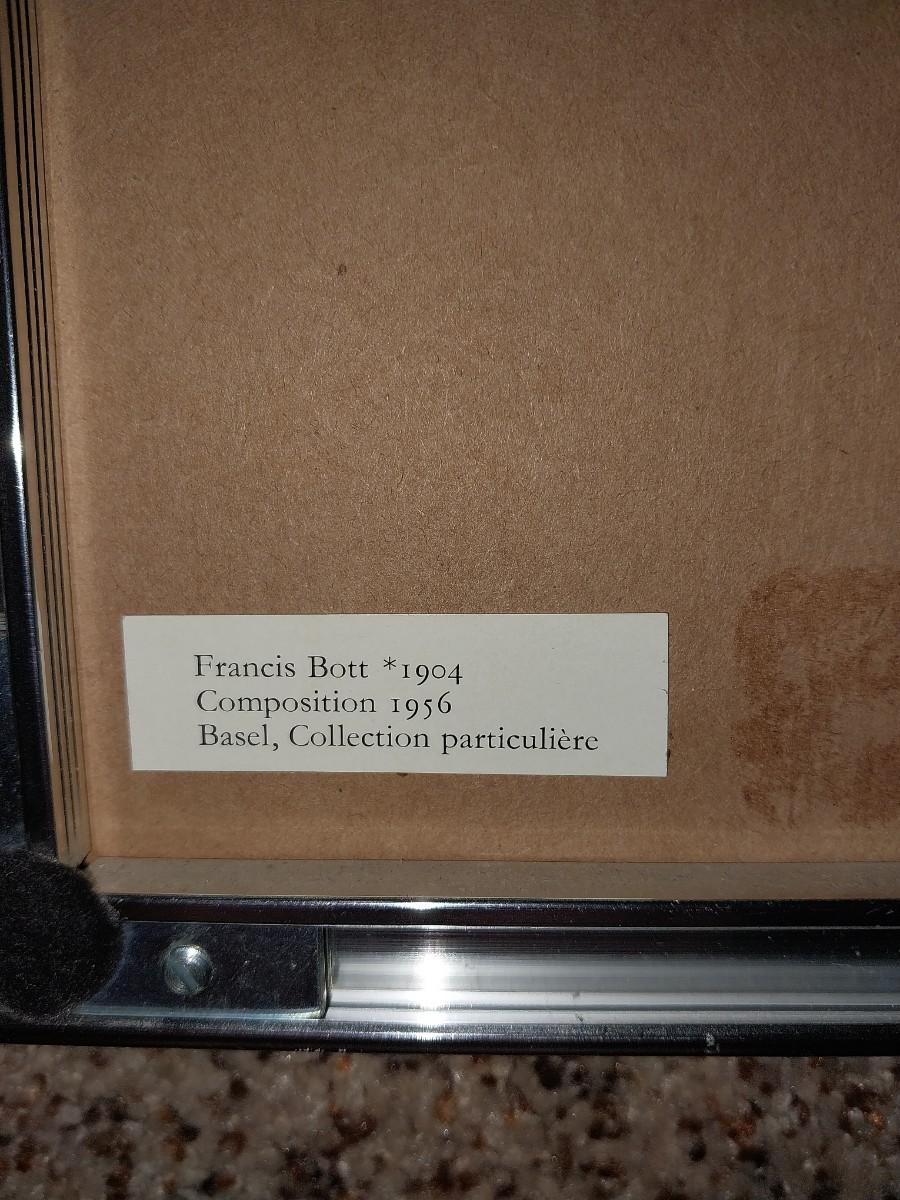 Francis Bott *1904
Composition 1956
Basel, Collection particulière